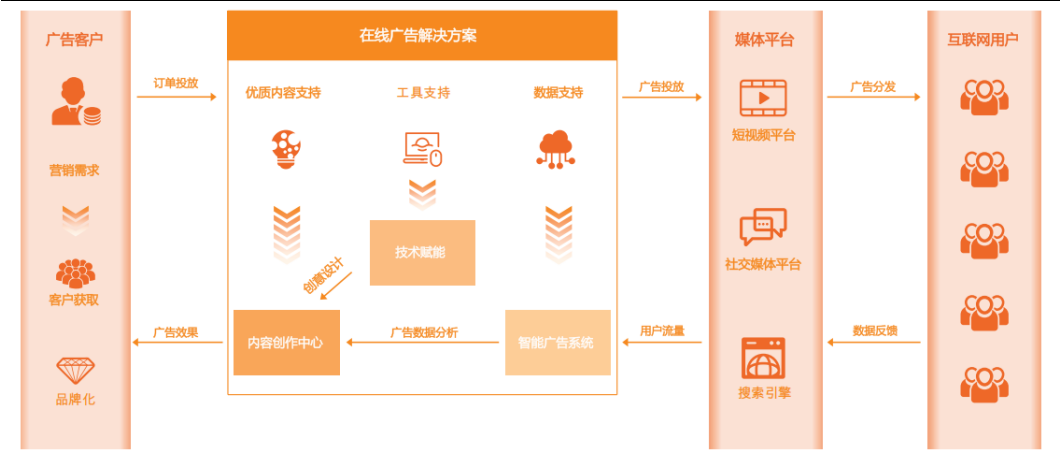 广告客户
营销需求
客户获取
品牌化
订单投放
广告效果
在线广告解决方案
优质内容支持
工具支持
数据支持
技术赋能
创意设计
内容创作中心
广告数据分析
智能广告系统
广告投放
用户流量
媒体平台
短视频平台
社交媒体平台
搜索引擎
广告分发
数据反馈
互联网用户